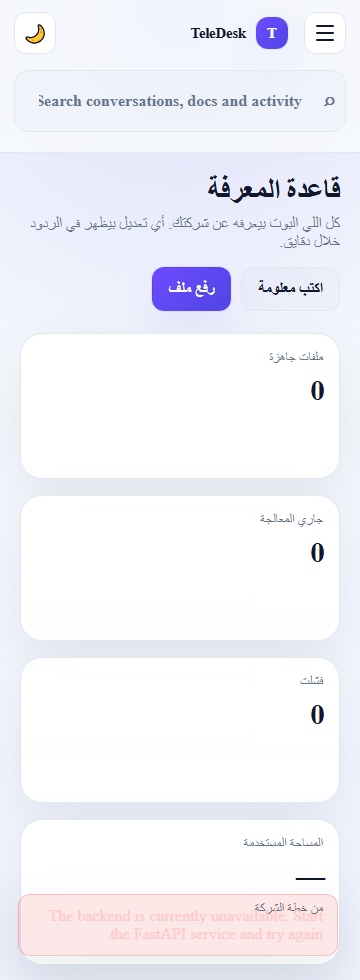 TeleDesk T
Search conversations, docs and activity
قاعدة المعرفة
كل اللي البوت بيعرفه عن شركتك. أي تعديل بيظهر في الردود
خلال دقايق.
اكتب معلومة
رفع ملف
ملفات جاهزة
0
جاري المعالجة
0
فشلت
0
المساحة المستخدمة
—
من خطة الشركة
The backend is currently unavailable. Start
the FastAPI service and try again.